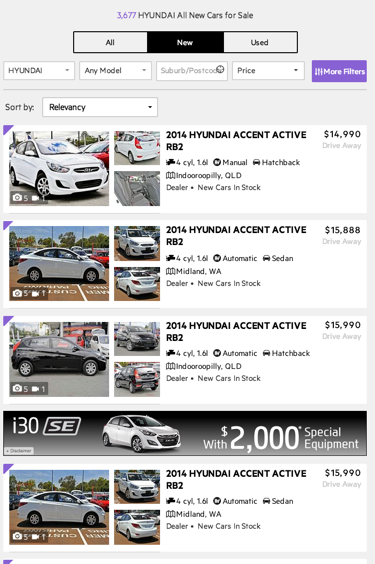 3,677 HYUNDAI All New Cars for Sale
All New Used
HYUNDAI Any Model Suburb/Postcode Price More Filters
Sort by: Relevancy
2014 HYUNDAI ACCENT ACTIVE $14,990
RB2 Drive Away
4 cyl, 1.6l Manual Hatchback
Indooroopilly, QLD
Dealer • New Cars In Stock
5 1
2014 HYUNDAI ACCENT ACTIVE $15,888
RB2 Drive Away
4 cyl, 1.6l Automatic Sedan
Midland, WA
Dealer • New Cars In Stock
5 1
2014 HYUNDAI ACCENT ACTIVE $15,990
RB2 Drive Away
4 cyl, 1.6l Automatic Hatchback
Indooroopilly, QLD
Dealer • New Cars In Stock
5 1
i30 SE With $2,000* Special Equipment
+ Disclaimer
2014 HYUNDAI ACCENT ACTIVE $15,990
RB2 Drive Away
4 cyl, 1.6l Automatic Sedan
Midland, WA
Dealer • New Cars In Stock
5 1